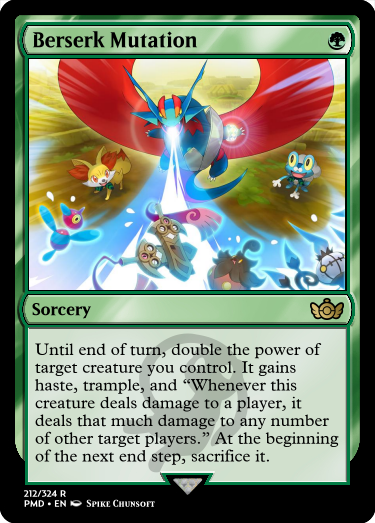 Berserk Mutation
Sorcery
Until end of turn, double the power of
target creature you control. It gains
haste, trample, and “Whenever this
creature deals damage to a player, it
deals that much damage to any number
of other target players.” At the beginning
of the next end step, sacrifice it.
212/324 R
PMD • EN Spike Chunsoft